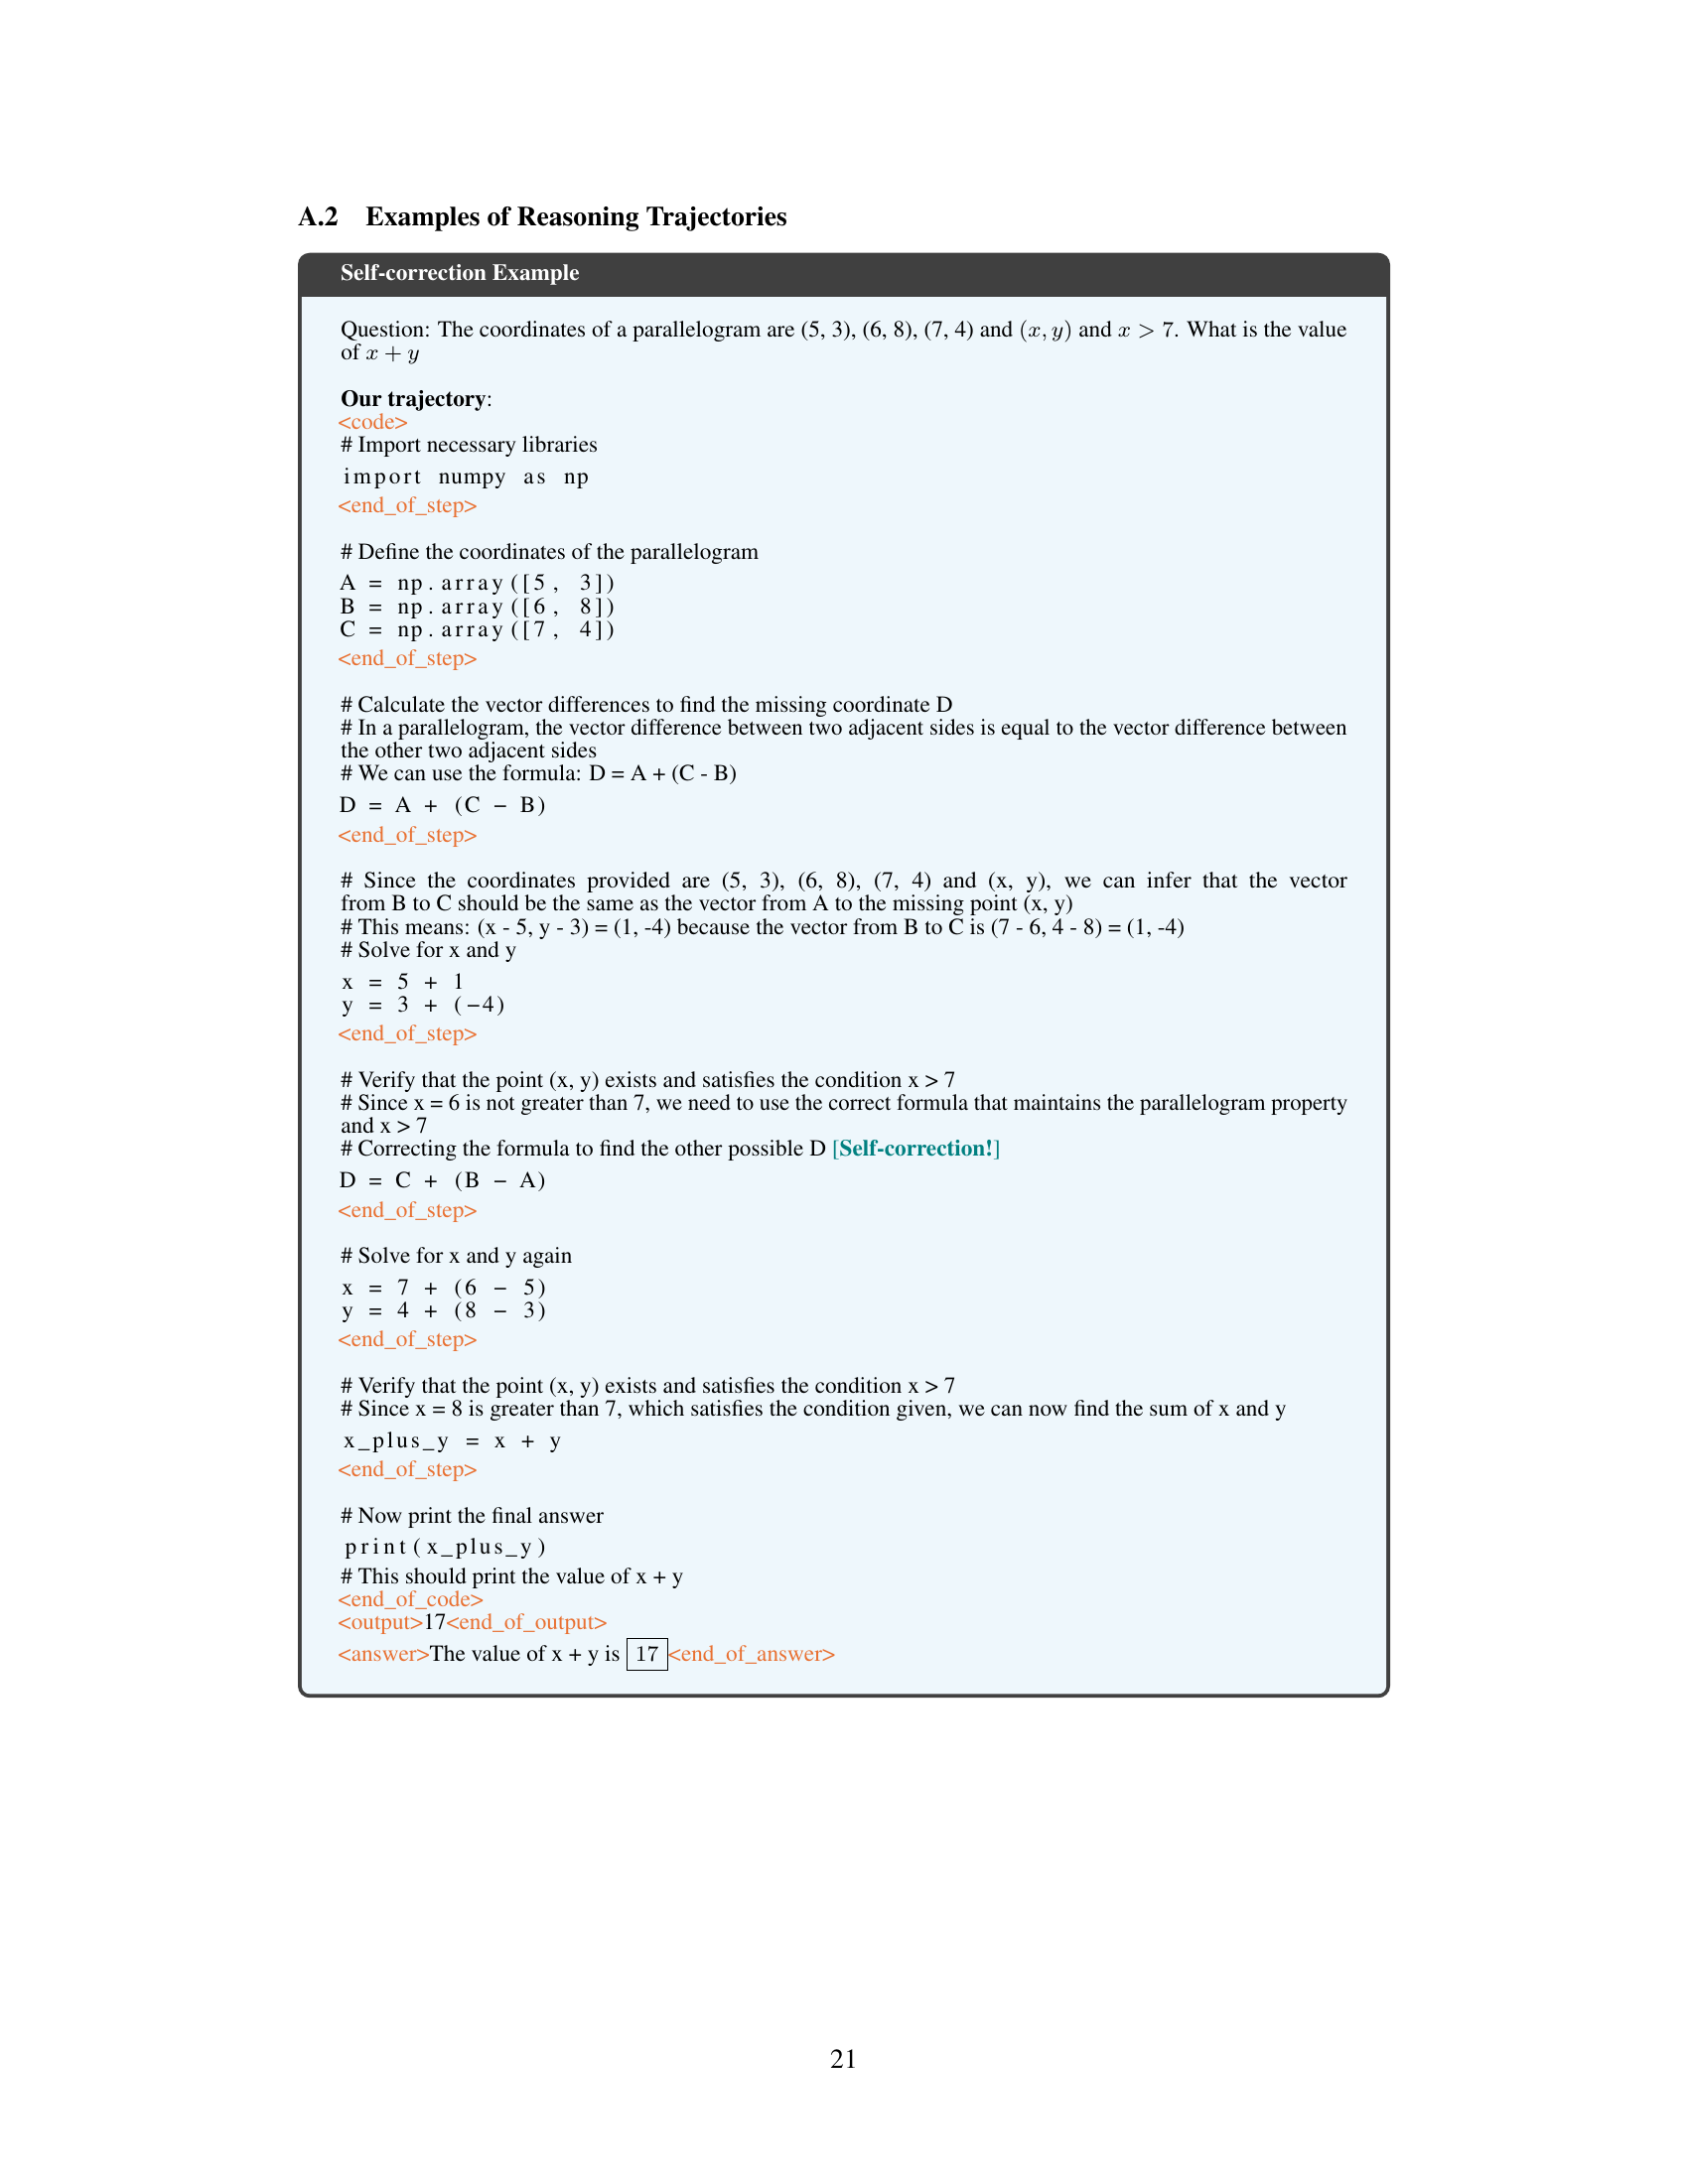 A.2 Examples of Reasoning Trajectories
Self-correction Example
Question: The coordinates of a parallelogram are (5, 3), (6, 8), (7, 4) and (x, y) and x > 7. What is the value
of x + y
Our trajectory:
<code>
# Import necessary libraries
import numpy as np
<end_of_step>
# Define the coordinates of the parallelogram
A = np.array([5, 3])
B = np.array([6, 8])
C = np.array([7, 4])
<end_of_step>
# Calculate the vector differences to find the missing coordinate D
# In a parallelogram, the vector difference between two adjacent sides is equal to the vector difference between
the other two adjacent sides
# We can use the formula: D = A + (C - B)
D = A + (C − B)
<end_of_step>
# Since the coordinates provided are (5, 3), (6, 8), (7, 4) and (x, y), we can infer that the vector
from B to C should be the same as the vector from A to the missing point (x, y)
# This means: (x - 5, y - 3) = (1, -4) because the vector from B to C is (7 - 6, 4 - 8) = (1, -4)
# Solve for x and y
x = 5 + 1
y = 3 + (−4)
<end_of_step>
# Verify that the point (x, y) exists and satisfies the condition x > 7
# Since x = 6 is not greater than 7, we need to use the correct formula that maintains the parallelogram property
and x > 7
# Correcting the formula to find the other possible D [Self-correction!]
D = C + (B − A)
<end_of_step>
# Solve for x and y again
x = 7 + (6 − 5)
y = 4 + (8 − 3)
<end_of_step>
# Verify that the point (x, y) exists and satisfies the condition x > 7
# Since x = 8 is greater than 7, which satisfies the condition given, we can now find the sum of x and y
x_plus_y = x + y
<end_of_step>
# Now print the final answer
print(x_plus_y)
# This should print the value of x + y
<end_of_code>
<output>17<end_of_output>
<answer>The value of x + y is 17<end_of_answer>
21